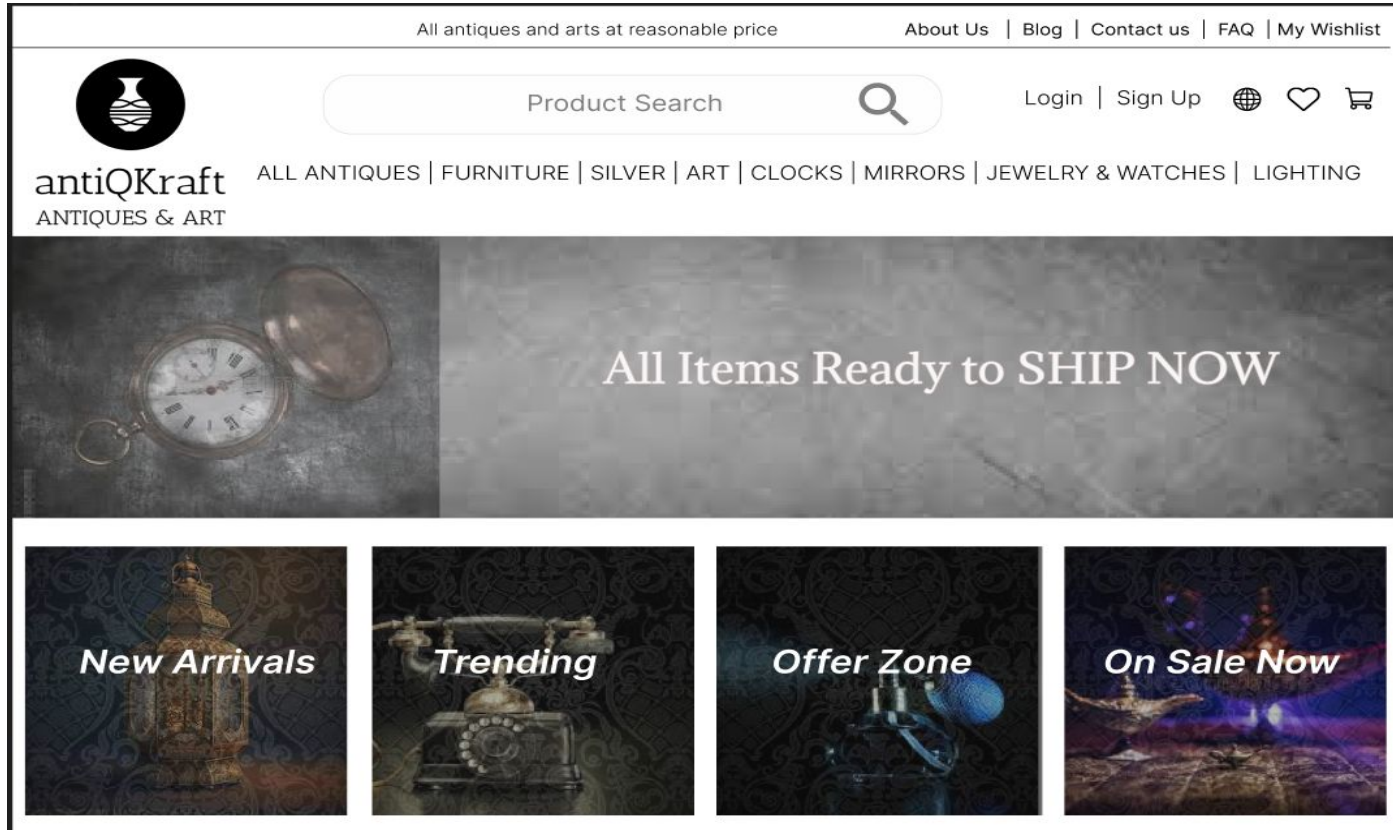 All antiques and arts at reasonable price
About Us | Blog | Contact us | FAQ | My Wishlist
Product Search
Login | Sign Up
antiQKraft
ANTIQUES & ART
ALL ANTIQUES | FURNITURE | SILVER | ART | CLOCKS | MIRRORS | JEWELRY & WATCHES | LIGHTING
All Items Ready to SHIP NOW
New Arrivals
Trending
Offer Zone
On Sale Now